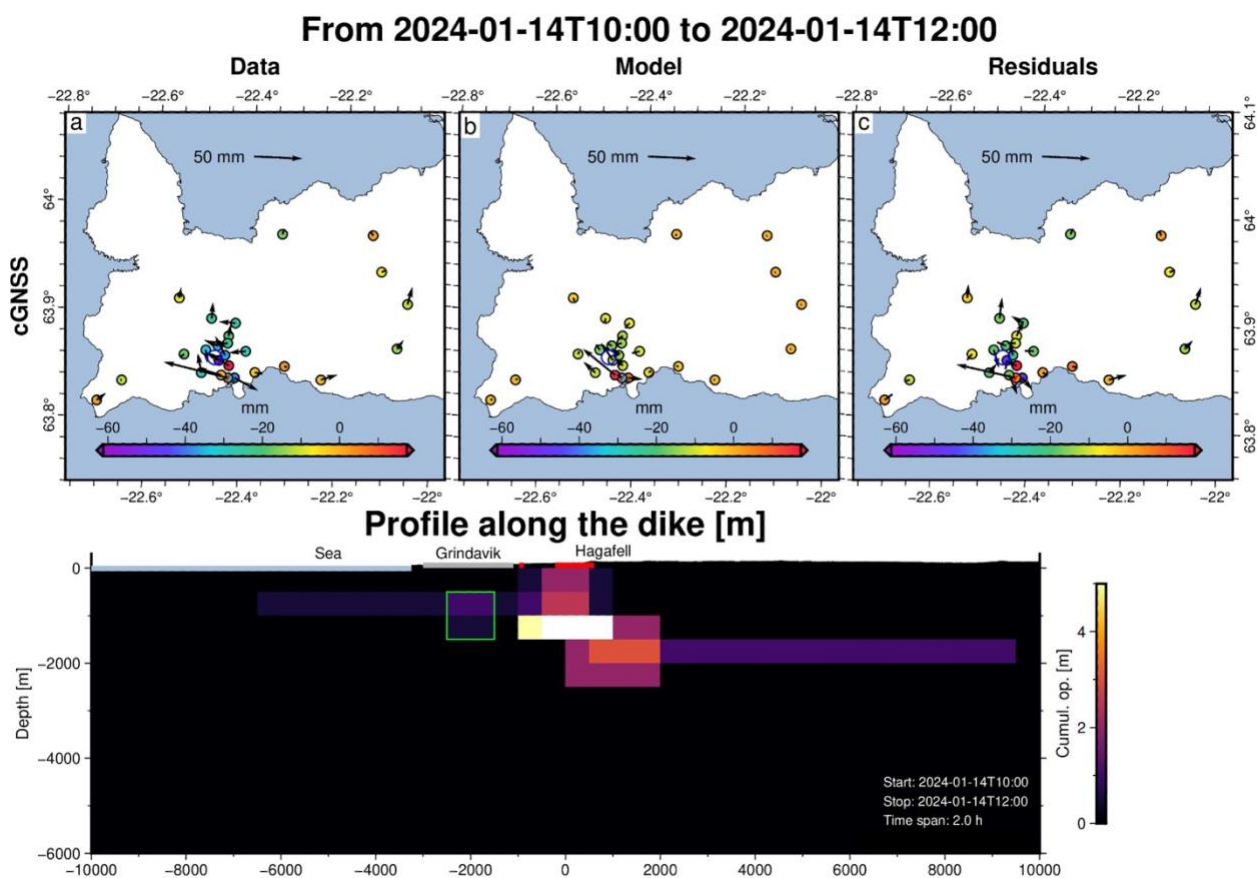 From 2024-01-14T10:00 to 2024-01-14T12:00
Data Model Residuals
−22.8° −22.6° −22.4° −22.2° −22.8° −22.6° −22.4° −22.2° −22.8° −22.6° −22.4° −22.2°
a b c
64.1°
50 mm 50 mm 50 mm
64° 64°
cGNSS
63.9° 63.9°
63.8° 63.8°
mm mm mm
−60 −40 −20 0 −60 −40 −20 0 −60 −40 −20 0
−22.6° −22.4° −22.2° −22° −22.6° −22.4° −22.2° −22° −22.6° −22.4° −22.2° −22°
Profile along the dike [m]
Sea Grindavik Hagafell
0
−2000
−4000
−6000
Depth [m]
4
2
0
Cumul. op. [m]
Start: 2024-01-14T10:00
Stop: 2024-01-14T12:00
Time span: 2.0 h
−10000 −8000 −6000 −4000 −2000 0 2000 4000 6000 8000 10000